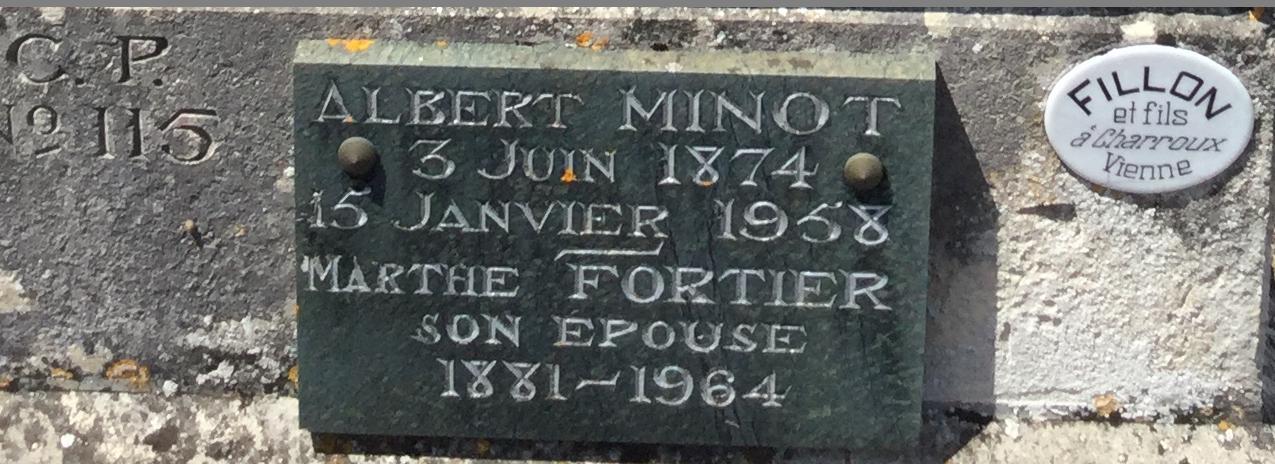 C. P.
Nº 115
ALBERT MINOT
3 JUIN 1874
15 JANVIER 1958
MARTHE FORTIER
SON EPOUSE
1881-1964
FILLON
et fils
à Charroux
Vienne